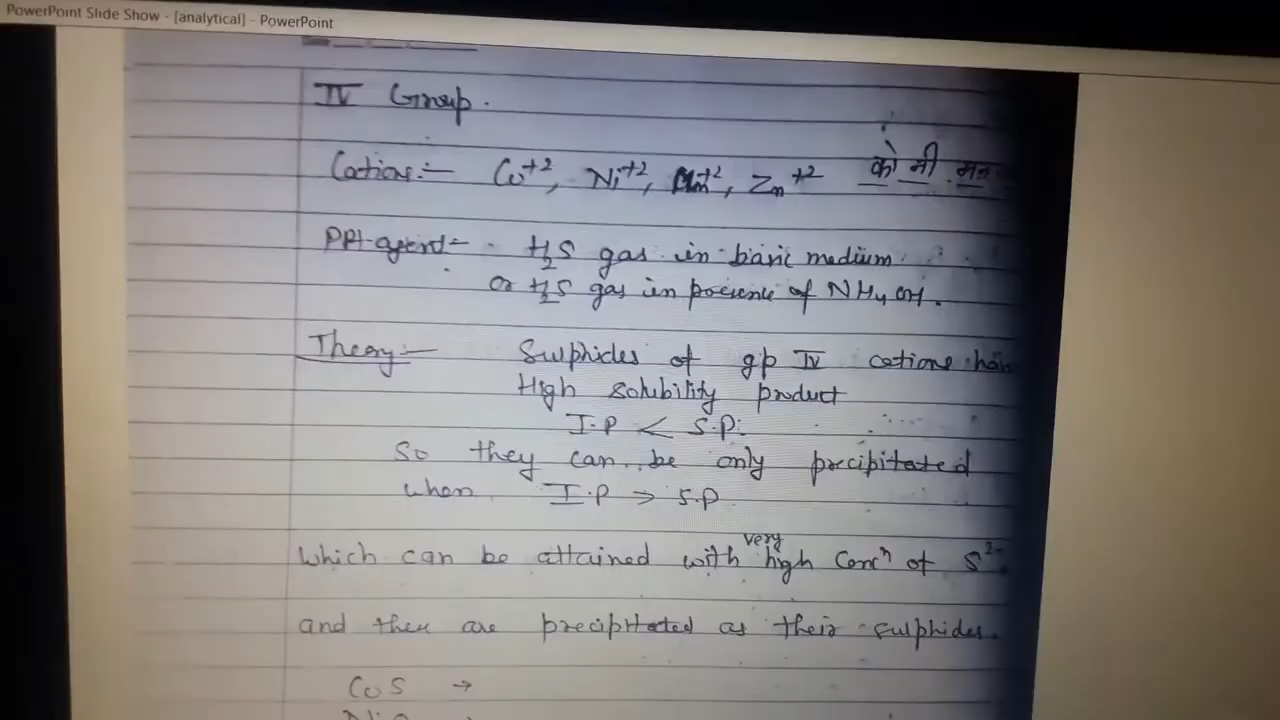 PowerPoint Slide Show - [analytical] - PowerPoint
IV Group.
Cations:- Co+2, Ni+2, Mn+2, Zn+2 को नी मन
PPt-agent= . H2S gas in basic medium
or H2S gas in presence of NH4OH.
Theory:- Sulphides of gp IV cations have
High solubility product
I.P < S.P.
So they can be only precipitated
when I.P > S.P
which can be attained with very high Concn of S2-
and then are precipitated as their sulphides.
CoS →